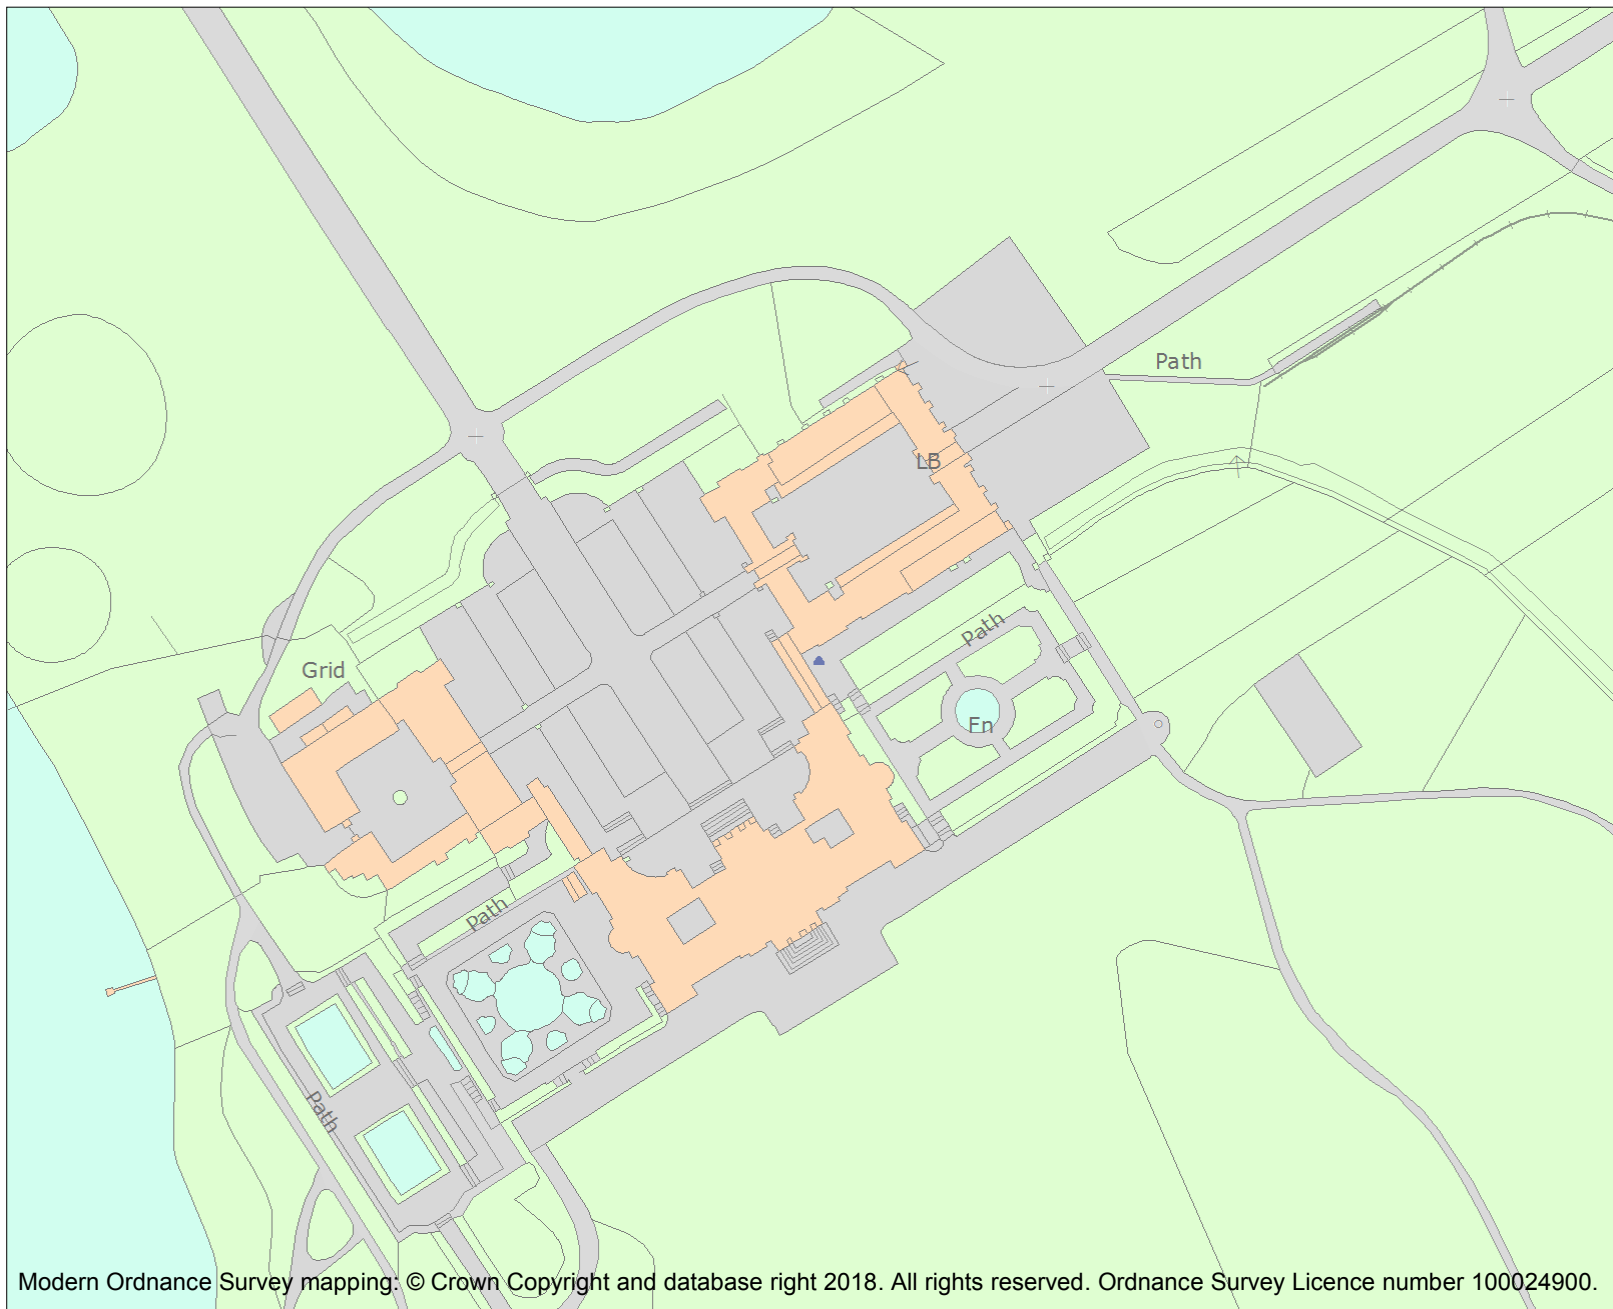 Path
LB
Path
Grid
Fn
Path
Path
Modern Ordnance Survey mapping: © Crown Copyright and database right 2018. All rights reserved. Ordnance Survey Licence number 100024900.